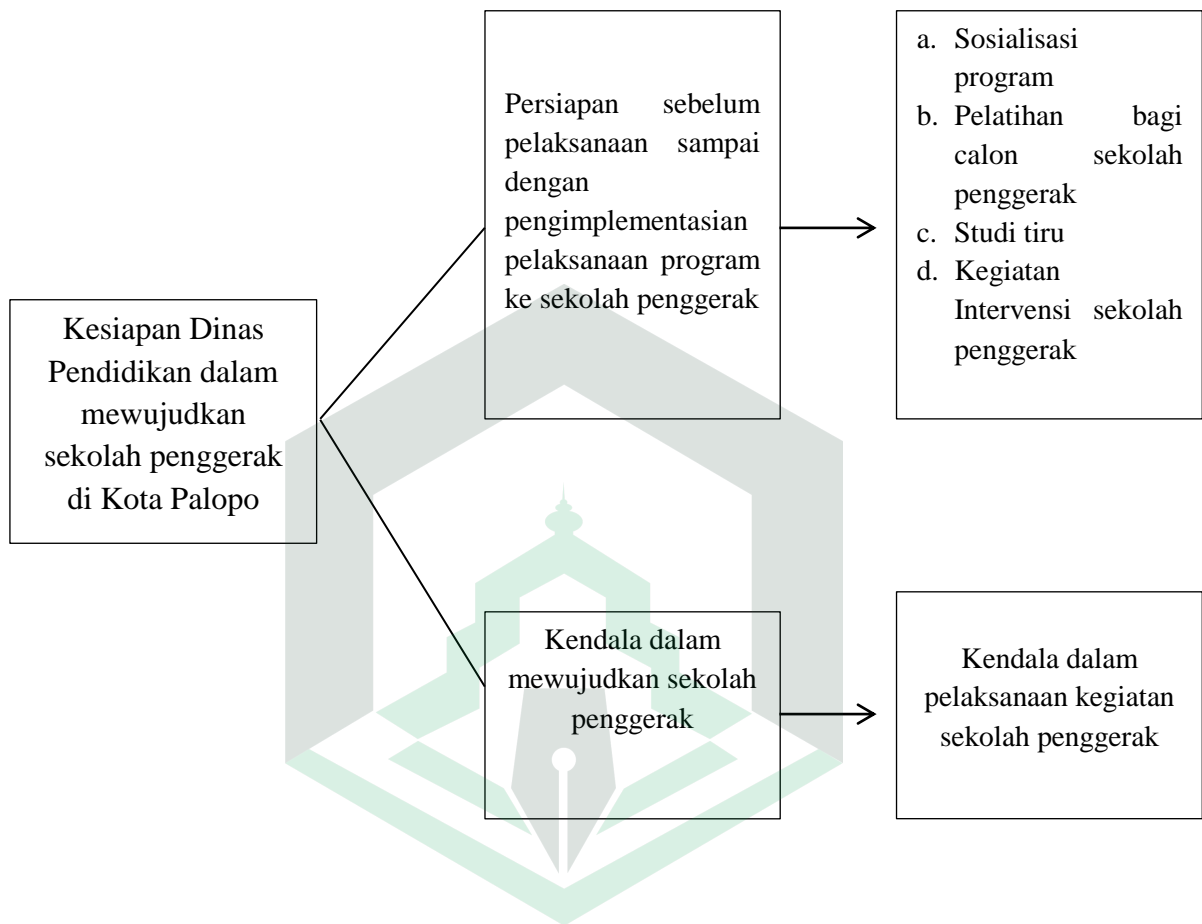 Kesiapan Dinas
Pendidikan dalam
mewujudkan
sekolah penggerak
di Kota Palopo
Persiapan sebelum
pelaksanaan sampai
dengan
pengimplementasian
pelaksanaan program
ke sekolah penggerak
a. Sosialisasi
program
b. Pelatihan bagi
calon sekolah
penggerak
c. Studi tiru
d. Kegiatan
Intervensi sekolah
penggerak
Kendala dalam
mewujudkan sekolah
penggerak
Kendala dalam
pelaksanaan kegiatan
sekolah penggerak